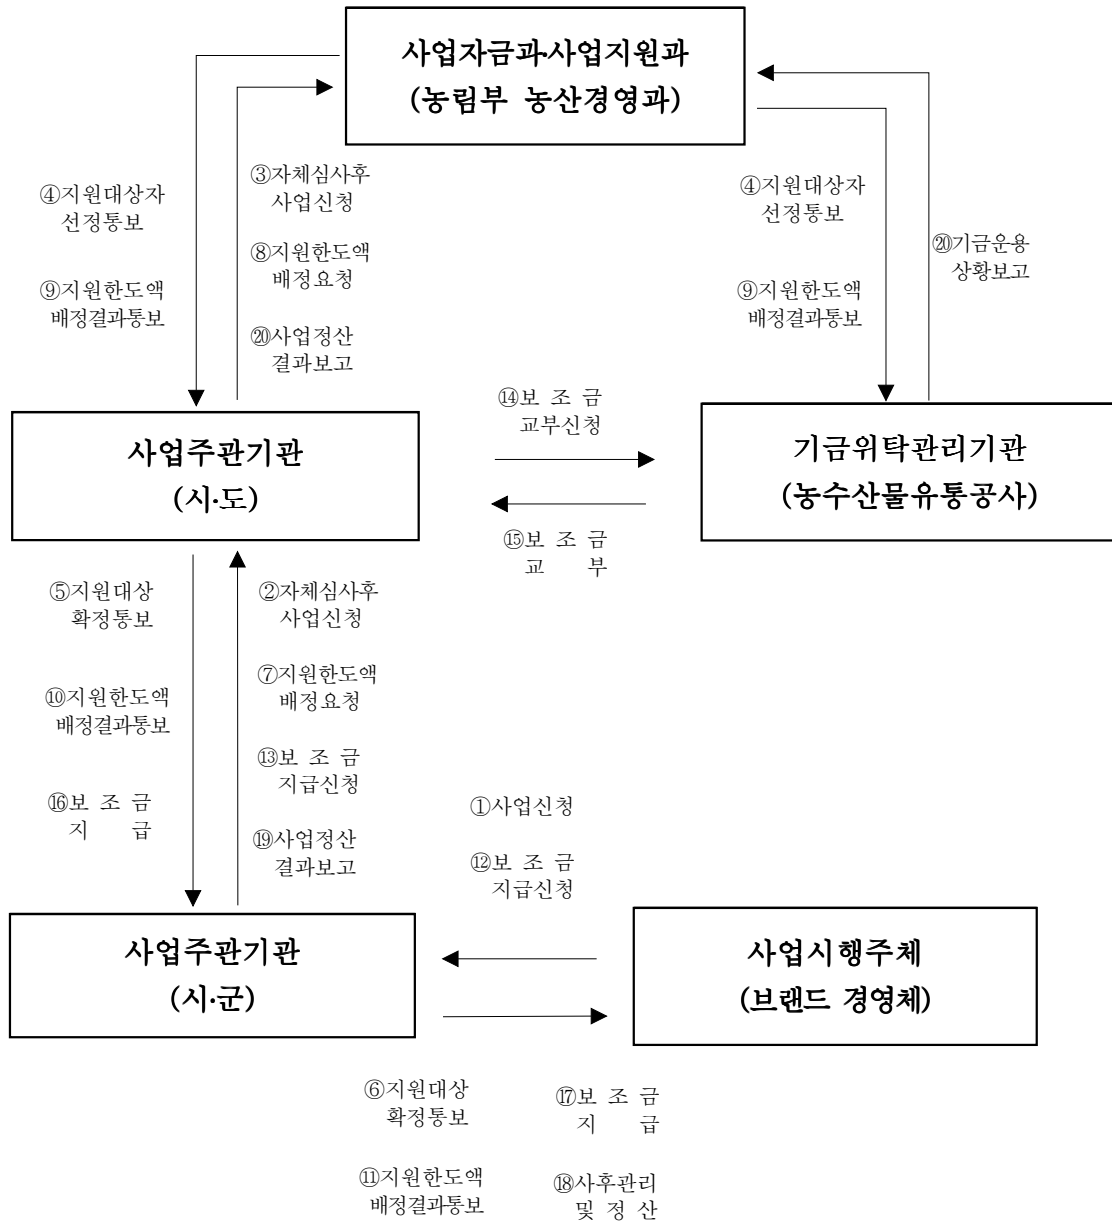 사업자금과·사업지원과
(농림부 농산경영과)
④지원대상자
선정통보
⑨지원한도액
배정결과통보
③자체심사후
사업신청
⑧지원한도액
배정요청
⑳사업정산
결과보고
④지원대상자
선정통보
⑨지원한도액
배정결과통보
⑳기금운용
상황보고
사업주관기관
(시·도)
⑭보 조 금
교부신청
⑮보 조 금
교 부
기금위탁관리기관
(농수산물유통공사)
⑤지원대상
확정통보
⑩지원한도액
배정결과통보
⑯보 조 금
지 급
②자체심사후
사업신청
⑦지원한도액
배정요청
⑬보 조 금
지급신청
⑲사업정산
결과보고
①사업신청
⑫보 조 금
지급신청
사업주관기관
(시·군)
사업시행주체
(브랜드 경영체)
⑥지원대상
확정통보
⑪지원한도액
배정결과통보
⑰보 조 금
지 급
⑱사후관리
및 정 산